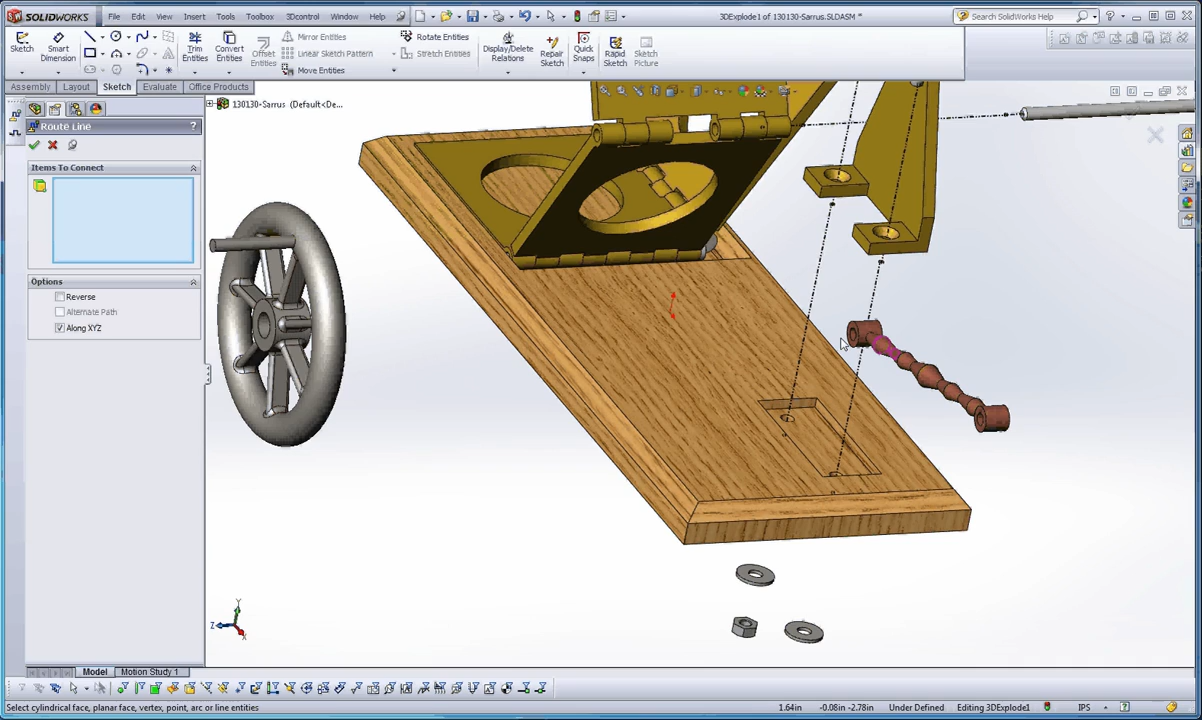 SOLIDWORKS File Edit View Insert Tools Toolbox 3Dcontrol Window Help 3DExplode1 of 130130-Sarrus.SLDASM * Search SolidWorks Help
Sketch Smart Dimension Trim Entities Convert Entities Offset Entities Mirror Entities Linear Sketch Pattern Move Entities Rotate Entities Stretch Entities Display/Delete Relations Repair Sketch Quick Snaps Rapid Sketch Sketch Picture
Assembly Layout Sketch Evaluate Office Products
130130-Sarrus (Default<De...
Route Line ?
Items To Connect
Options
Reverse
Alternate Path
Along XYZ
Y
Z
X
Model Motion Study 1
Select cylindrical face, planar face, vertex, point, arc or line entities 1.64in -0.08in -2.78in Under Defined Editing 3DExplode1 IPS